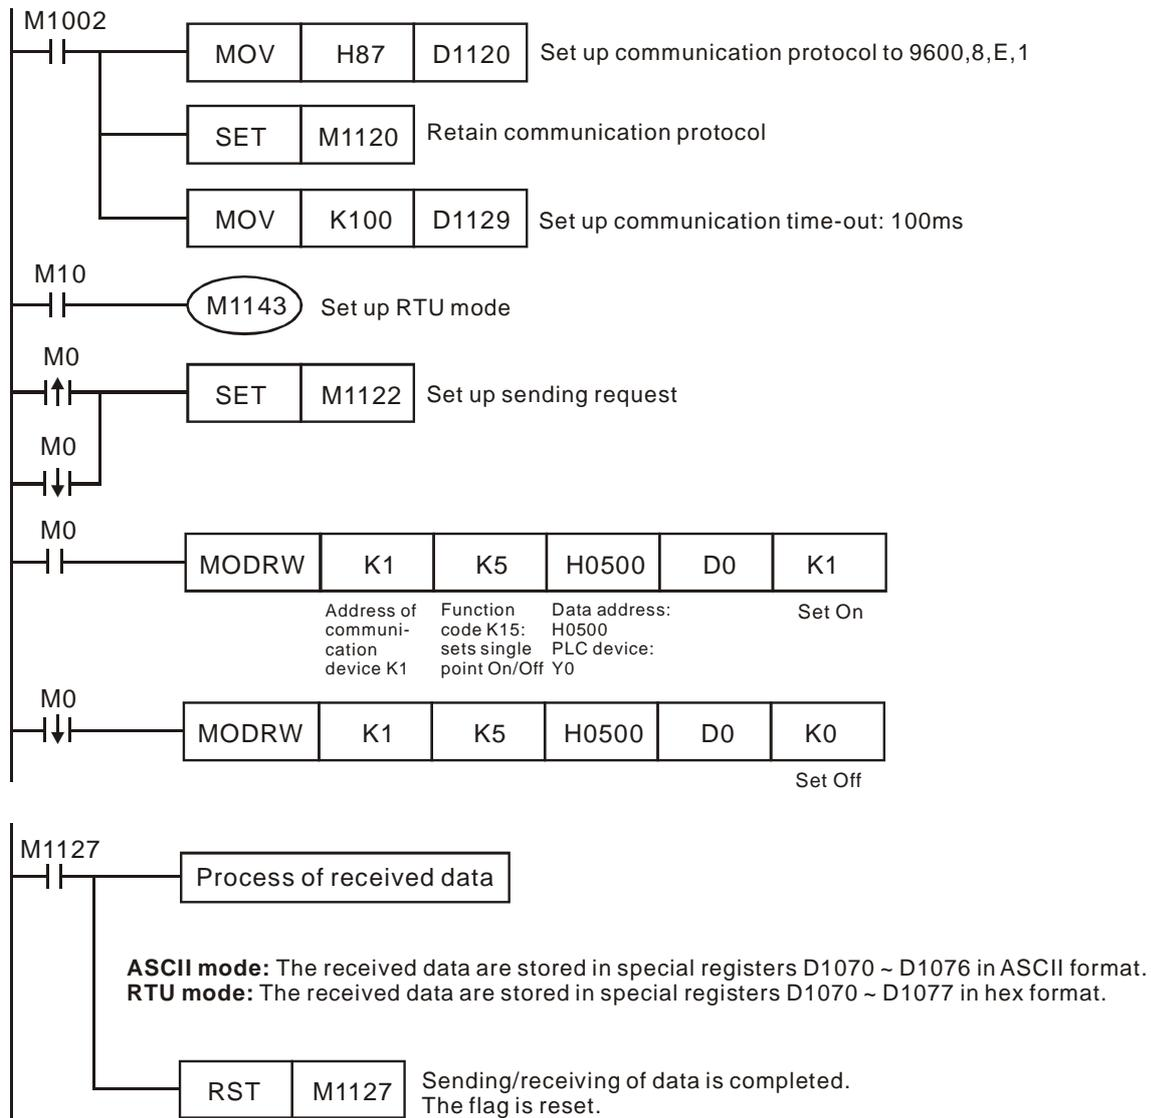 M1002
MOV H87 D1120 Set up communication protocol to 9600,8,E,1
SET M1120 Retain communication protocol
MOV K100 D1129 Set up communication time-out: 100ms
M10
M1143 Set up RTU mode
M0
SET M1122 Set up sending request
M0
M0
MODRW K1 K5 H0500 D0 K1
Address of
communi-
cation
device K1
Function
code K15:
sets single
point On/Off
Data address:
H0500
PLC device:
Y0
Set On
M0
MODRW K1 K5 H0500 D0 K0
Set Off
M1127
Process of received data
ASCII mode: The received data are stored in special registers D1070 ~ D1076 in ASCII format.
RTU mode: The received data are stored in special registers D1070 ~ D1077 in hex format.
RST M1127
Sending/receiving of data is completed.
The flag is reset.